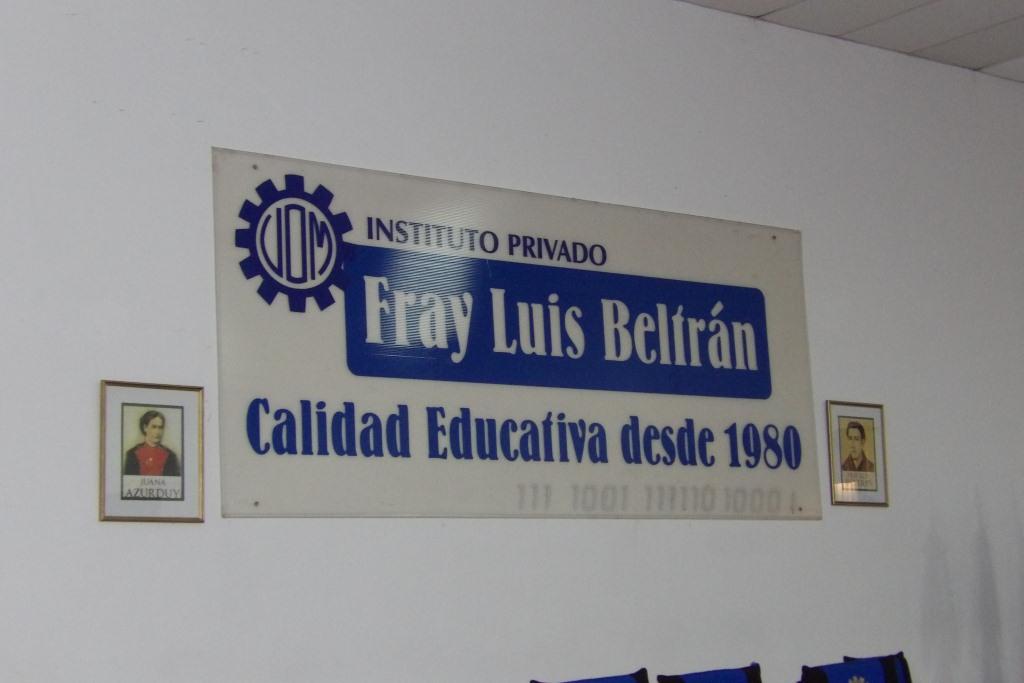 UOM
INSTITUTO PRIVADO
Fray Luis Beltrán
Calidad Educativa desde 1980
JUANA
AZURDUY